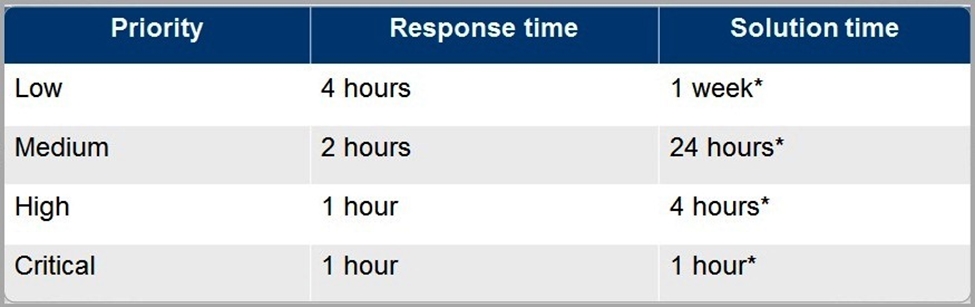 Priority Response time Solution time
Low 4 hours 1 week*
Medium 2 hours 24 hours*
High 1 hour 4 hours*
Critical 1 hour 1 hour*